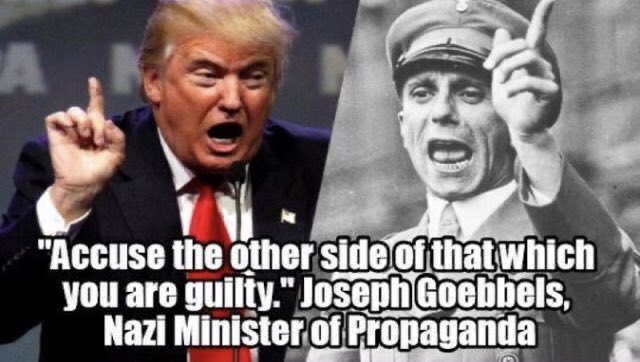 "Accuse the other side of that which
you are guilty." Joseph Goebbels,
Nazi Minister of Propaganda